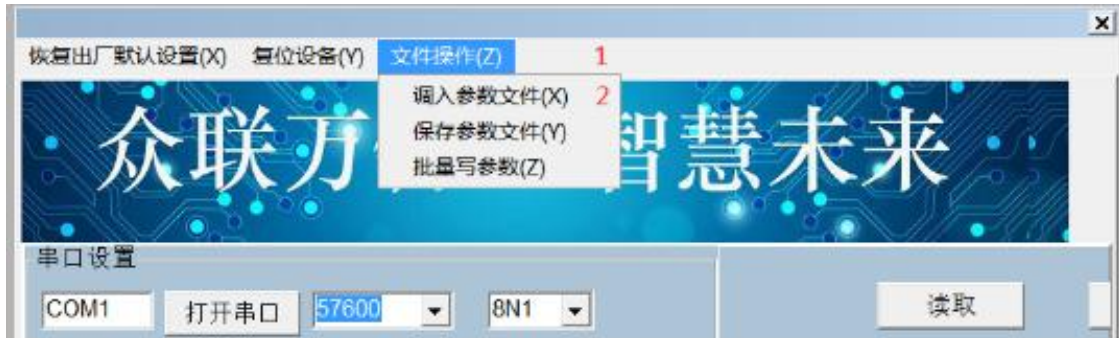 恢复出厂默认设置(X) 复位设备(Y) 文件操作(Z) 1
调入参数文件(X) 2
保存参数文件(Y)
批量写参数(Z)
众联万 智慧未来
串口设置
COM1 打开串口 57600 8N1 读取